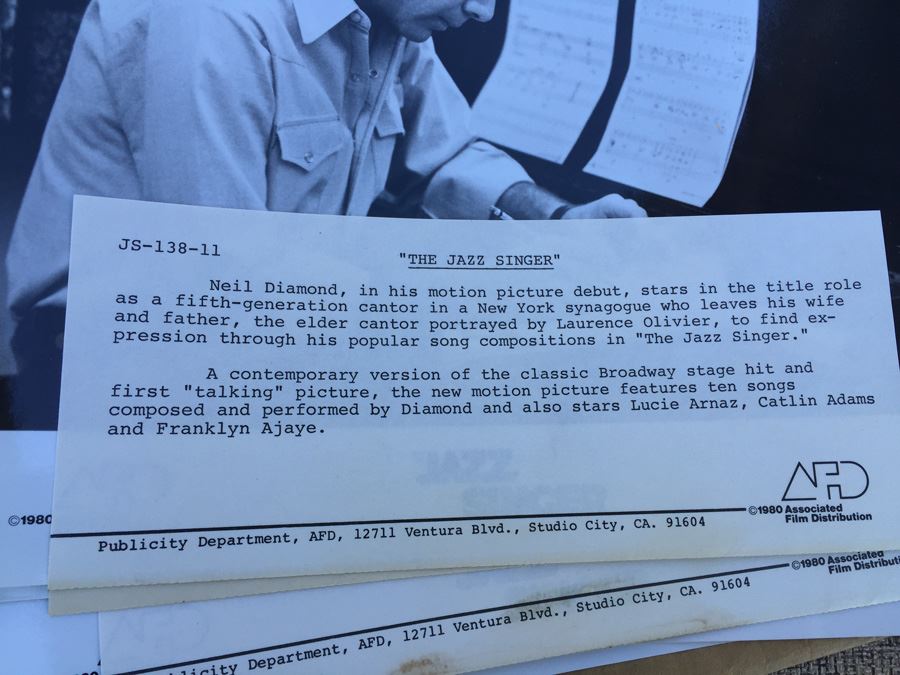 JS-138-11
"THE JAZZ SINGER"
Neil Diamond, in his motion picture debut, stars in the title role
as a fifth-generation cantor in a New York synagogue who leaves his wife
and father, the elder cantor portrayed by Laurence Olivier, to find ex-
pression through his popular song compositions in "The Jazz Singer."
A contemporary version of the classic Broadway stage hit and
first "talking" picture, the new motion picture features ten songs
composed and performed by Diamond and also stars Lucie Arnaz, Catlin Adams
and Franklyn Ajaye.
JAZZ
SINGER
AFD
©1980 Associated
Film Distribution
Publicity Department, AFD, 12711 Ventura Blvd., Studio City, CA. 91604
©1980
©1980 Associated
Film Distributi
licity Department, AFD, 12711 Ventura Blvd., Studio City, CA. 91604